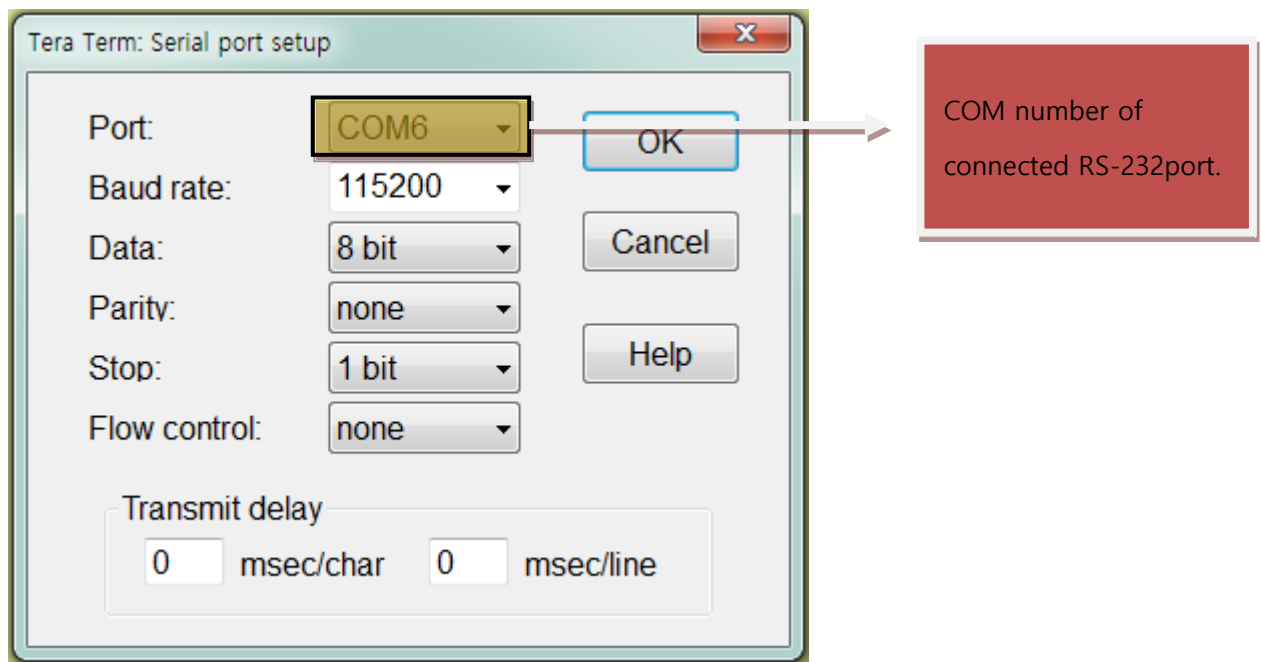 Tera Term: Serial port setup
Port: COM6 OK
Baud rate: 115200
Data: 8 bit Cancel
Parity: none
Stop: 1 bit Help
Flow control: none
Transmit delay
0 msec/char 0 msec/line
COM number of
connected RS-232port.